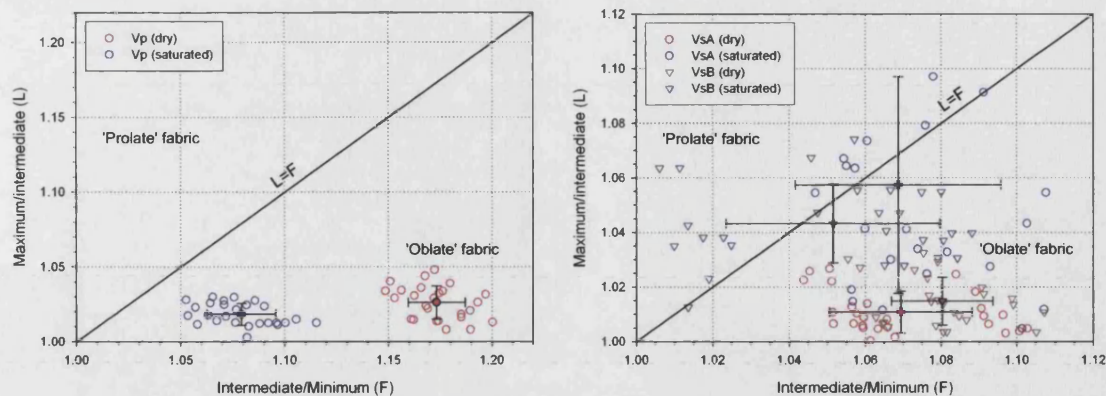 1.20
1.15
1.10
1.05
1.00
Maximum/intermediate (L)
Vp (dry)
Vp (saturated)
'Prolate' fabric
L=F
'Oblate' fabric
1.00
1.05
1.10
1.15
1.20
Intermediate/Minimum (F)
1.12
1.10
1.08
1.06
1.04
1.02
1.00
Maximum/intermediate (L)
VsA (dry)
VsA (saturated)
VsB (dry)
VsB (saturated)
'Prolate' fabric
L=F
'Oblate' fabric
1.00
1.02
1.04
1.06
1.08
1.10
1.12
Intermediate/Minimum (F)